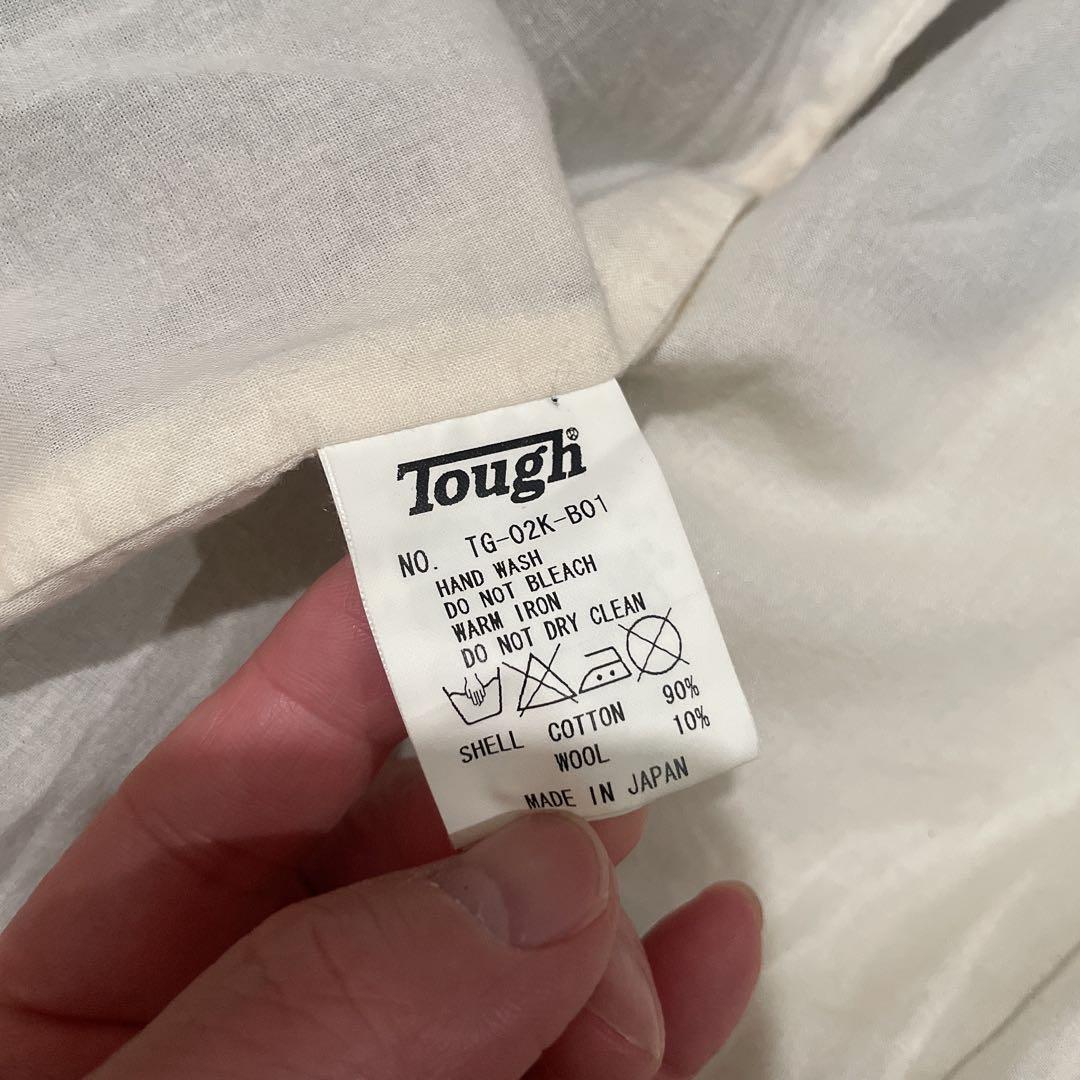 Tough®
NO. TG-02K-B01
HAND WASH
DO NOT BLEACH
WARM IRON
DO NOT DRY CLEAN
SHELL COTTON 90%
WOOL 10%
MADE IN JAPAN